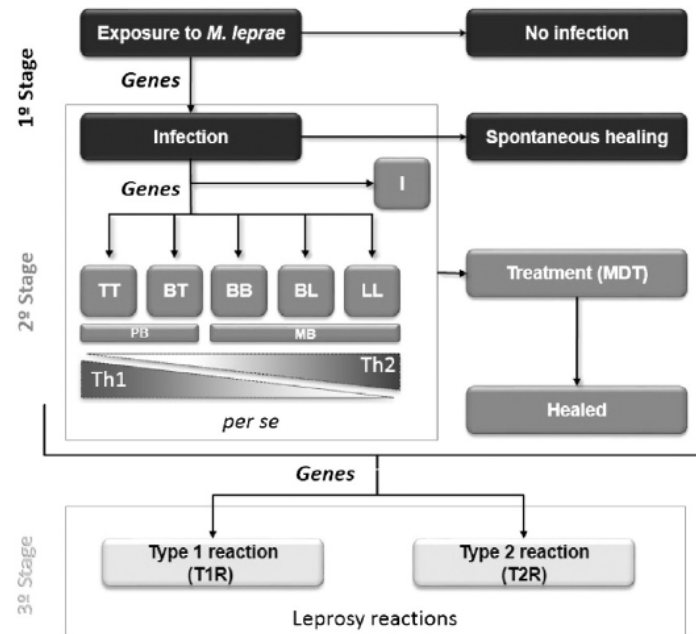 1º Stage
Exposure to M. leprae
No infection
Genes
Infection
Spontaneous healing
Genes
I
2º Stage
TT
BT
BB
BL
LL
PB
MB
Th1
Th2
per se
Treatment (MDT)
Healed
Genes
3º Stage
Type 1 reaction
(T1R)
Type 2 reaction
(T2R)
Leprosy reactions